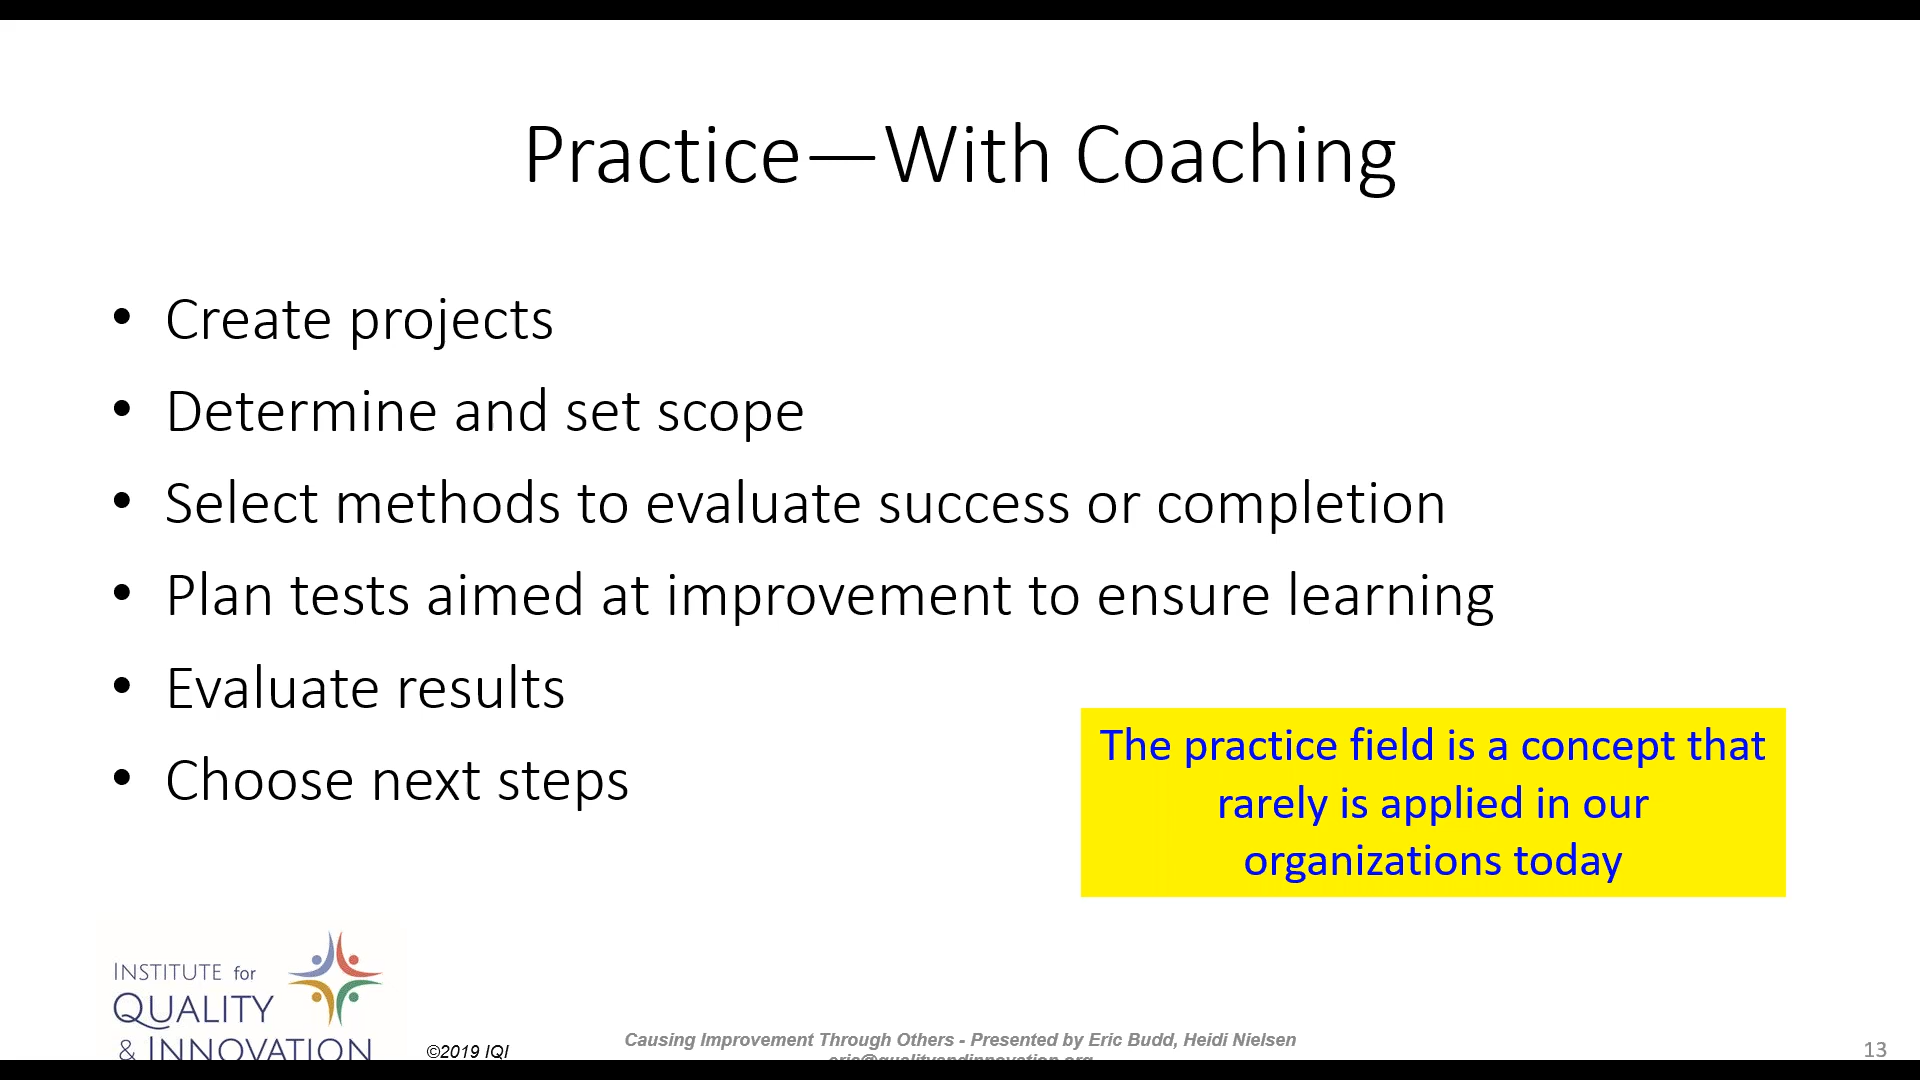 Practice—With Coaching
• Create projects
• Determine and set scope
• Select methods to evaluate success or completion
• Plan tests aimed at improvement to ensure learning
• Evaluate results
• Choose next steps
The practice field is a concept that
rarely is applied in our
organizations today
INSTITUTE for
QUALITY
& INNOVATION
©2019 IQI
Causing Improvement Through Others - Presented by Eric Budd, Heidi Nielsen
eric@qualityandinnovation.org
13